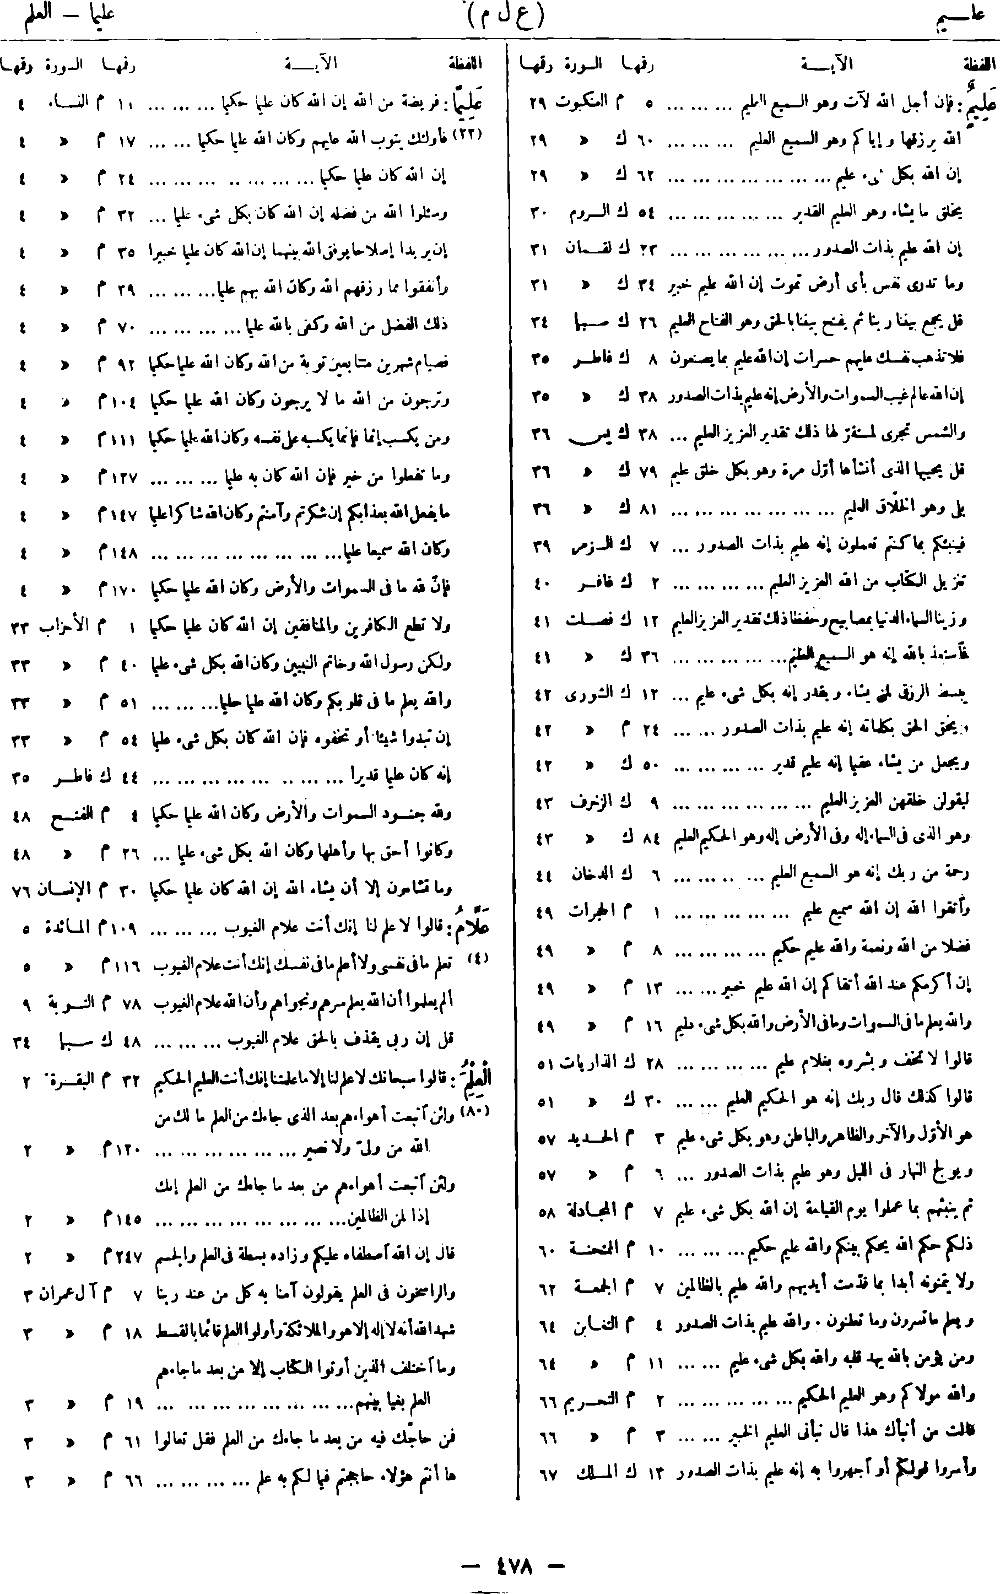 عليم (ع ل م) عليما – العلم
اللفظة الآيـــة رقمها السورة رقمها
عَلِيمٌ : فإن أجل الله لآت وهو السميع العليم ... ... ... ٥ م العنكبوت ٢٩
الله يرزقها وإياكم وهو السميع العليم ... ... ... ٦٠ ك « ٢٩
إن الله بكل شىء عليم ... ... ... ... ... ... ... ٦٢ ك « ٢٩
يخلق ما يشاء وهو العليم القدير ... ... ... ... ٥٤ ك الروم ٣٠
إن الله عليم بذات الصدور ... ... ... ... ... ... ٢٣ ك لقمان ٣١
وما تدرى نفس بأى أرض تموت إن الله عليم خبير ٣٤ ك « ٣١
قل يجمع بيننا ربنا ثم يفتح بيننا بالحق وهو الفتاح العليم ٢٦ ك سبإ ٣٤
فلا تذهب نفسك عليهم حسرات إن الله عليم بما يصنعون ٨ ك فاطر ٣٥
إن الله عالم غيب السموات والأرض إنه عليم بذات الصدور ٣٨ ك « ٣٥
والشمس تجرى لمستقرّ لها ذلك تقدير العزيز العليم ... ٣٨ ك يس ٣٦
قل يحييها الذى أنشأها أوّل مرة وهو بكل خلق عليم ٧٩ ك « ٣٦
بلى وهو الخلّاق العليم ... ... ... ... ... ... ... ٨١ ك « ٣٦
فينبئكم بما كنتم تعملون إنه عليم بذات الصدور ... ٧ ك الزمر ٣٩
تنزيل الكتاب من الله العزيز العليم ... ... ... ... ٢ ك غافر ٤٠
وزينا السماء الدنيا بمصابيح وحفظا ذلك تقدير العزيز العليم ١٢ ك فصلت ٤١
فٱستعذ بالله إنه هو السميع العليم ... ... ... ... ... ٣٦ ك « ٤١
يبسط الرزق لمن يشاء ويقدر إنه بكل شىء عليم ... ١٢ ك الشورى ٤٢
ويحق الحق بكلماته إنه عليم بذات الصدور ... ... ٢٤ م « ٤٢
ويجعل من يشاء عقيما إنه عليم قدير ... ... ... ... ٥٠ ك « ٤٢
ليقولن خلقهن العزيز العليم ... ... ... ... ... ... ٩ ك الزخرف ٤٣
وهو الذى فى السماء إله وفى الأرض إله وهو الحكيم العليم ٨٤ ك « ٤٣
رحمة من ربك إنه هو السميع العليم ... ... ... ... ٦ ك الدخان ٤٤
وٱتقوا الله إن الله سميع عليم ... ... ... ... ... ١ م الحجرات ٤٩
فضلا من الله ونعمة والله عليم حكيم ... ... ... ... ٨ م « ٤٩
إن أكرمكم عند الله أتقاكم إن الله عليم خبير ... ... ١٣ م « ٤٩
والله يعلم ما فى السموات وما فى الأرض والله بكل شىء عليم ١٦ م « ٤٩
قالوا لا تخف وبشروه بغلام عليم ... ... ... ... ٢٨ ك الذاريات ٥١
قالوا كذلك قال ربك إنه هو الحكيم العليم ... ... ٣٠ ك « ٥١
هو الأوّل والآخر والظاهر والباطن وهو بكل شىء عليم ٣ م الحديد ٥٧
ويولج النهار فى الليل وهو عليم بذات الصدور ... ٦ م « ٥٧
ثم ينبئهم بما عملوا يوم القيامة إن الله بكل شىء عليم ٧ م المجادلة ٥٨
ذلكم حكم الله يحكم بينكم والله عليم حكيم ... ... ... ١٠ م الممتحنة ٦٠
ولا يتمنونه أبدا بما قدّمت أيديهم والله عليم بالظالمين ٧ م الجمعة ٦٢
ويعلم ما تسرون وما تعلنون ، والله عليم بذات الصدور ٤ م التغابن ٦٤
ومن يؤمن بالله يهد قلبه والله بكل شىء عليم ... ... ١١ م « ٦٤
والله مولاكم وهو العليم الحكيم ... ... ... ... ... ٢ م التحريم ٦٦
قالت من أنبأك هذا قال نبأنى العليم الخبير ... ... ٣ م « ٦٦
وأسروا قولكم أو ٱجهروا به إنه عليم بذات الصدور ١٣ ك الملك ٦٧
اللفظة الآيـــة رقمها السورة رقمها
عَلِيمًا : فريضة من الله إن الله كان عليما حكيما ... ... ... ١١ م النساء ٤
(٢٢) فأولئك يتوب الله عليهم وكان الله عليما حكيما ... ... ١٧ م « ٤
إن الله كان عليما حكيما ... ... ... ... ... ... ٢٤ م « ٤
وسئلوا الله من فضله إن الله كان بكل شىء عليما ... ٣٢ م « ٤
إن يريدا إصلاحا يوفق الله بينهما إن الله كان عليما خبيرا ٣٥ م « ٤
وأنفقوا مما رزقهم الله وكان الله بهم عليما ... ... ... ٣٩ م « ٤
ذلك الفضل من الله وكفى بالله عليما ... ... ... ... ٧٠ م « ٤
فصيام شهرين متتابعين توبة من الله وكان الله عليما حكيما ٩٢ م « ٤
وترجون من الله ما لا يرجون وكان الله عليما حكيما ١٠٤ م « ٤
ومن يكسب إثما فإنما يكسبه على نفسه وكان الله عليما حكيما ١١١ م « ٤
وما تفعلوا من خير فإن الله كان به عليما ... ... ... ١٢٧ م « ٤
ما يفعل الله بعذابكم إن شكرتم وآمنتم وكان الله شاكرا عليما ١٤٧ م « ٤
وكان الله سميعا عليما ... ... ... ... ... ... ... ١٤٨ م « ٤
فإنّ لله ما فى السموات والأرض وكان الله عليما حكيما ١٧٠ م « ٤
ولا تطع الكافرين والمنافقين إن الله كان عليما حكيما ١ م الأحزاب ٣٣
ولكن رسول الله وخاتم النبيين وكان الله بكل شىء عليما ٤٠ م « ٣٣
والله يعلم ما فى قلوبكم وكان الله عليما حليما ... ... ... ٥١ م « ٣٣
إن تبدوا شيئا أو تخفوه فإن الله كان بكل شىء عليما ٥٤ م « ٣٣
إنه كان عليما قديرا ... ... ... ... ... ... ... ٤٤ ك فاطر ٣٥
ولله جنود السموات والأرض وكان الله عليما حكيما ٤ م الفتح ٤٨
وكانوا أحق بها وأهلها وكان الله بكل شىء عليما ... ٢٦ م « ٤٨
وما تشاءون إلا أن يشاء الله إن الله كان عليما حكيما ٣٠ م الإنسان ٧٦
عَلَّامُ : قالوا لا علم لنا إنك أنت علام الغيوب ... ... ... ١٠٩ م المائدة ٥
(٤) تعلم ما فى نفسى ولا أعلم ما فى نفسك إنك أنت علام الغيوب ١١٦ م « ٥
ألم يعلموا أن الله يعلم سرهم ونجواهم وأن الله علام الغيوب ٧٨ م التوبة ٩
قل إن ربى يقذف بالحق علام الغيوب ... ... ... ٤٨ ك سبإ ٣٤
الْعِلْمُ : قالوا سبحانك لا علم لنا إلا ما علمتنا إنك أنت العليم الحكيم ٣٢ م البقرة ٢
(٨٠) ولئن ٱتبعت أهواءهم بعد الذى جاءك من العلم ما لك من
الله من ولىّ ولا نصير ... ... ... ... ... ... ... ١٢٠ م « ٢
ولئن ٱتبعت أهواءهم من بعد ما جاءك من العلم إنك
إذا لمن الظالمين ... ... ... ... ... ... ... ... ١٤٥ م « ٢
قال إن الله ٱصطفاه عليكم وزاده بسطة فى العلم والجسم ٢٤٧ م « ٢
والراسخون فى العلم يقولون آمنا به كل من عند ربنا ٧ م آل عمران ٣
شهد الله أنه لا إله إلا هو والملائكة وأولوا العلم قائما بالقسط ١٨ م « ٣
وما ٱختلف الذين أوتوا الكتاب إلا من بعد ما جاءهم
العلم بغيا بينهم ... ... ... ... ... ... ... ... ١٩ م « ٣
فمن حاجّك فيه من بعد ما جاءك من العلم فقل تعالوا ٦١ م « ٣
ها أنتم هؤلاء حاججتم فيما لكم به علم ... ... ... ... ٦٦ م « ٣
— ٤٧٨ —